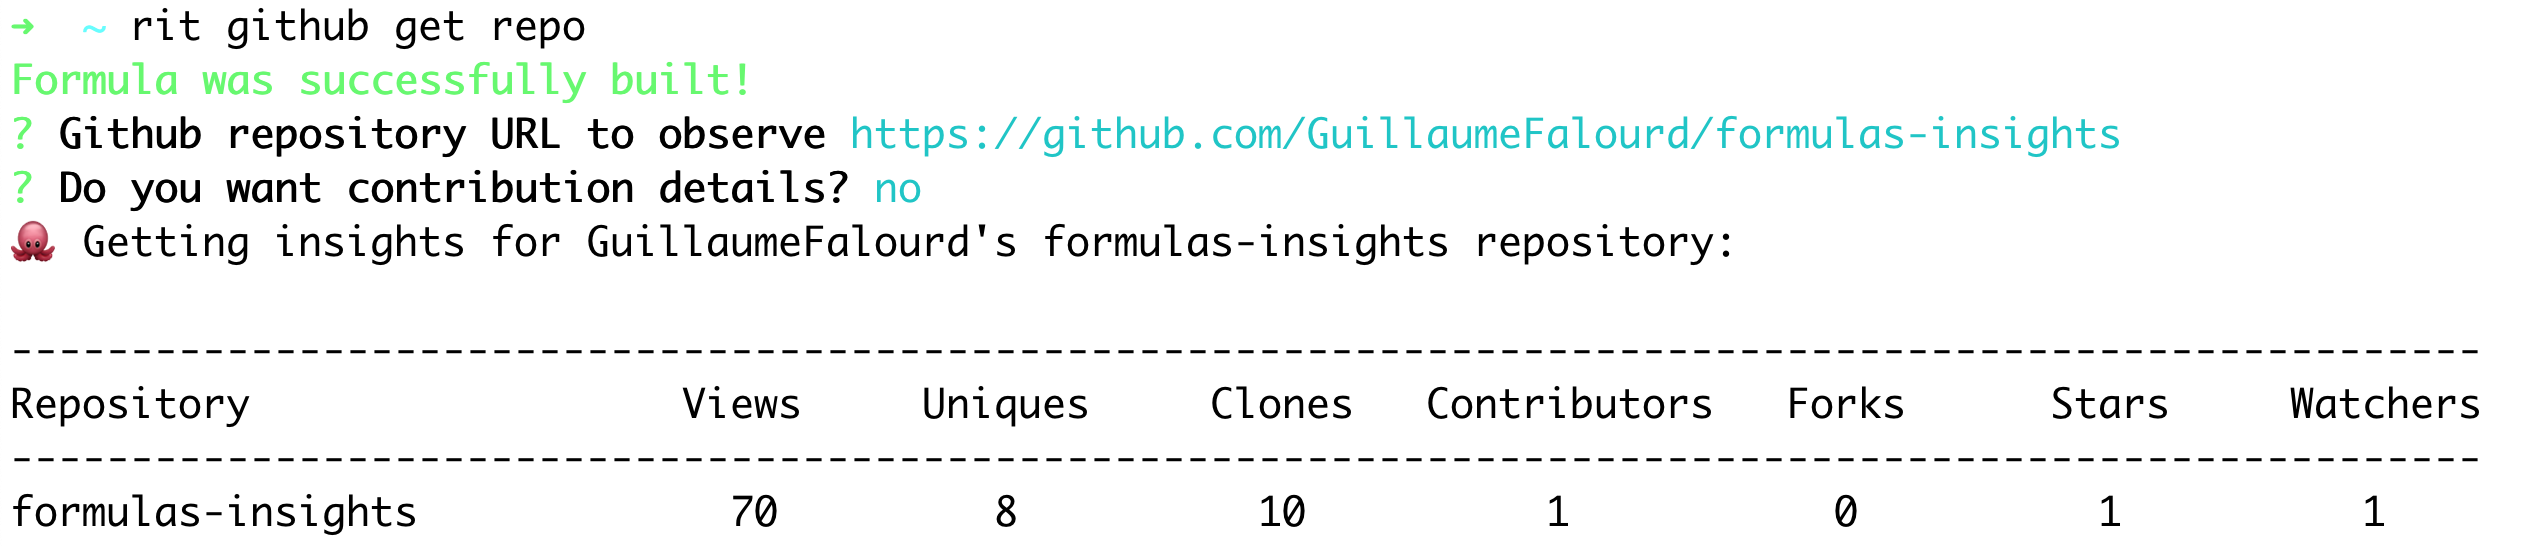 ➜  ~ rit github get repo
Formula was successfully built!
? Github repository URL to observe https://github.com/GuillaumeFalourd/formulas-insights
? Do you want contribution details? no
🐙 Getting insights for GuillaumeFalourd's formulas-insights repository:
-------------------------------------------------------------------------------------------------------
Repository                  Views     Uniques     Clones   Contributors   Forks      Stars     Watchers
-------------------------------------------------------------------------------------------------------
formulas-insights             70         8          10          1           0          1          1